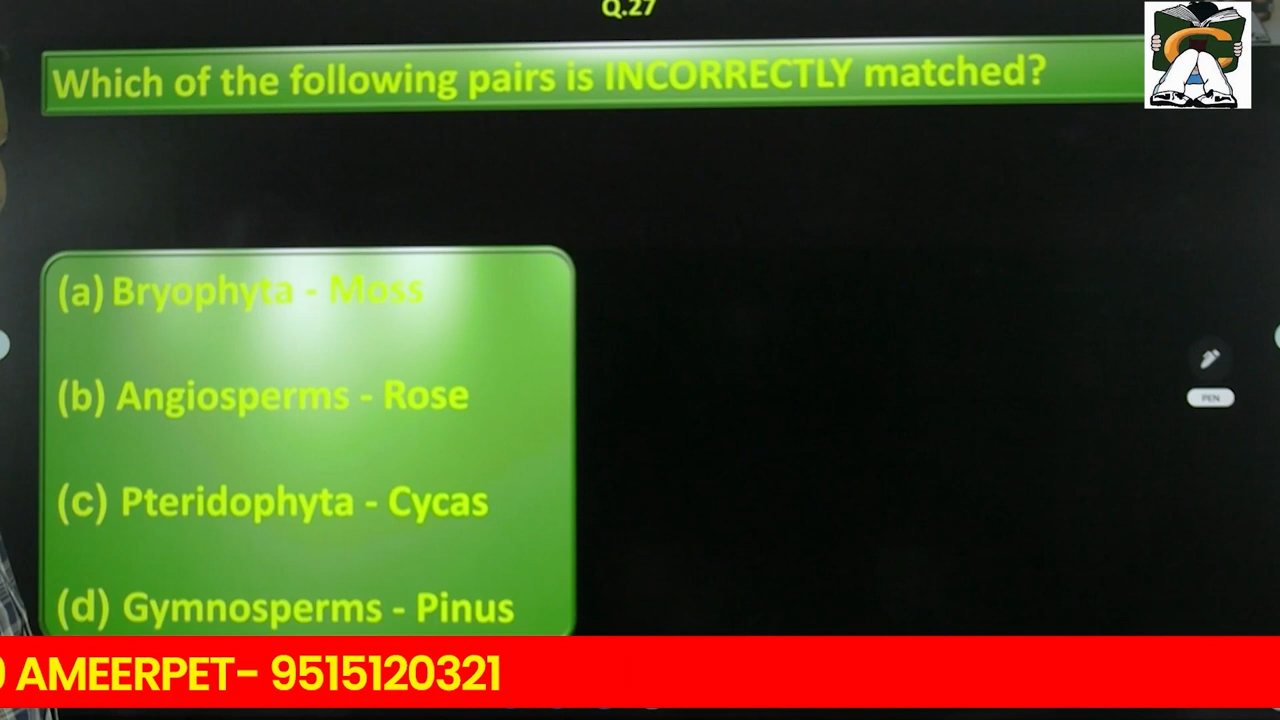 Q.27
Which of the following pairs is INCORRECTLY matched?
(a) Bryophyta - Moss
(b) Angiosperms - Rose
(c) Pteridophyta - Cycas
(d) Gymnosperms - Pinus
PEN
AMEERPET- 9515120321